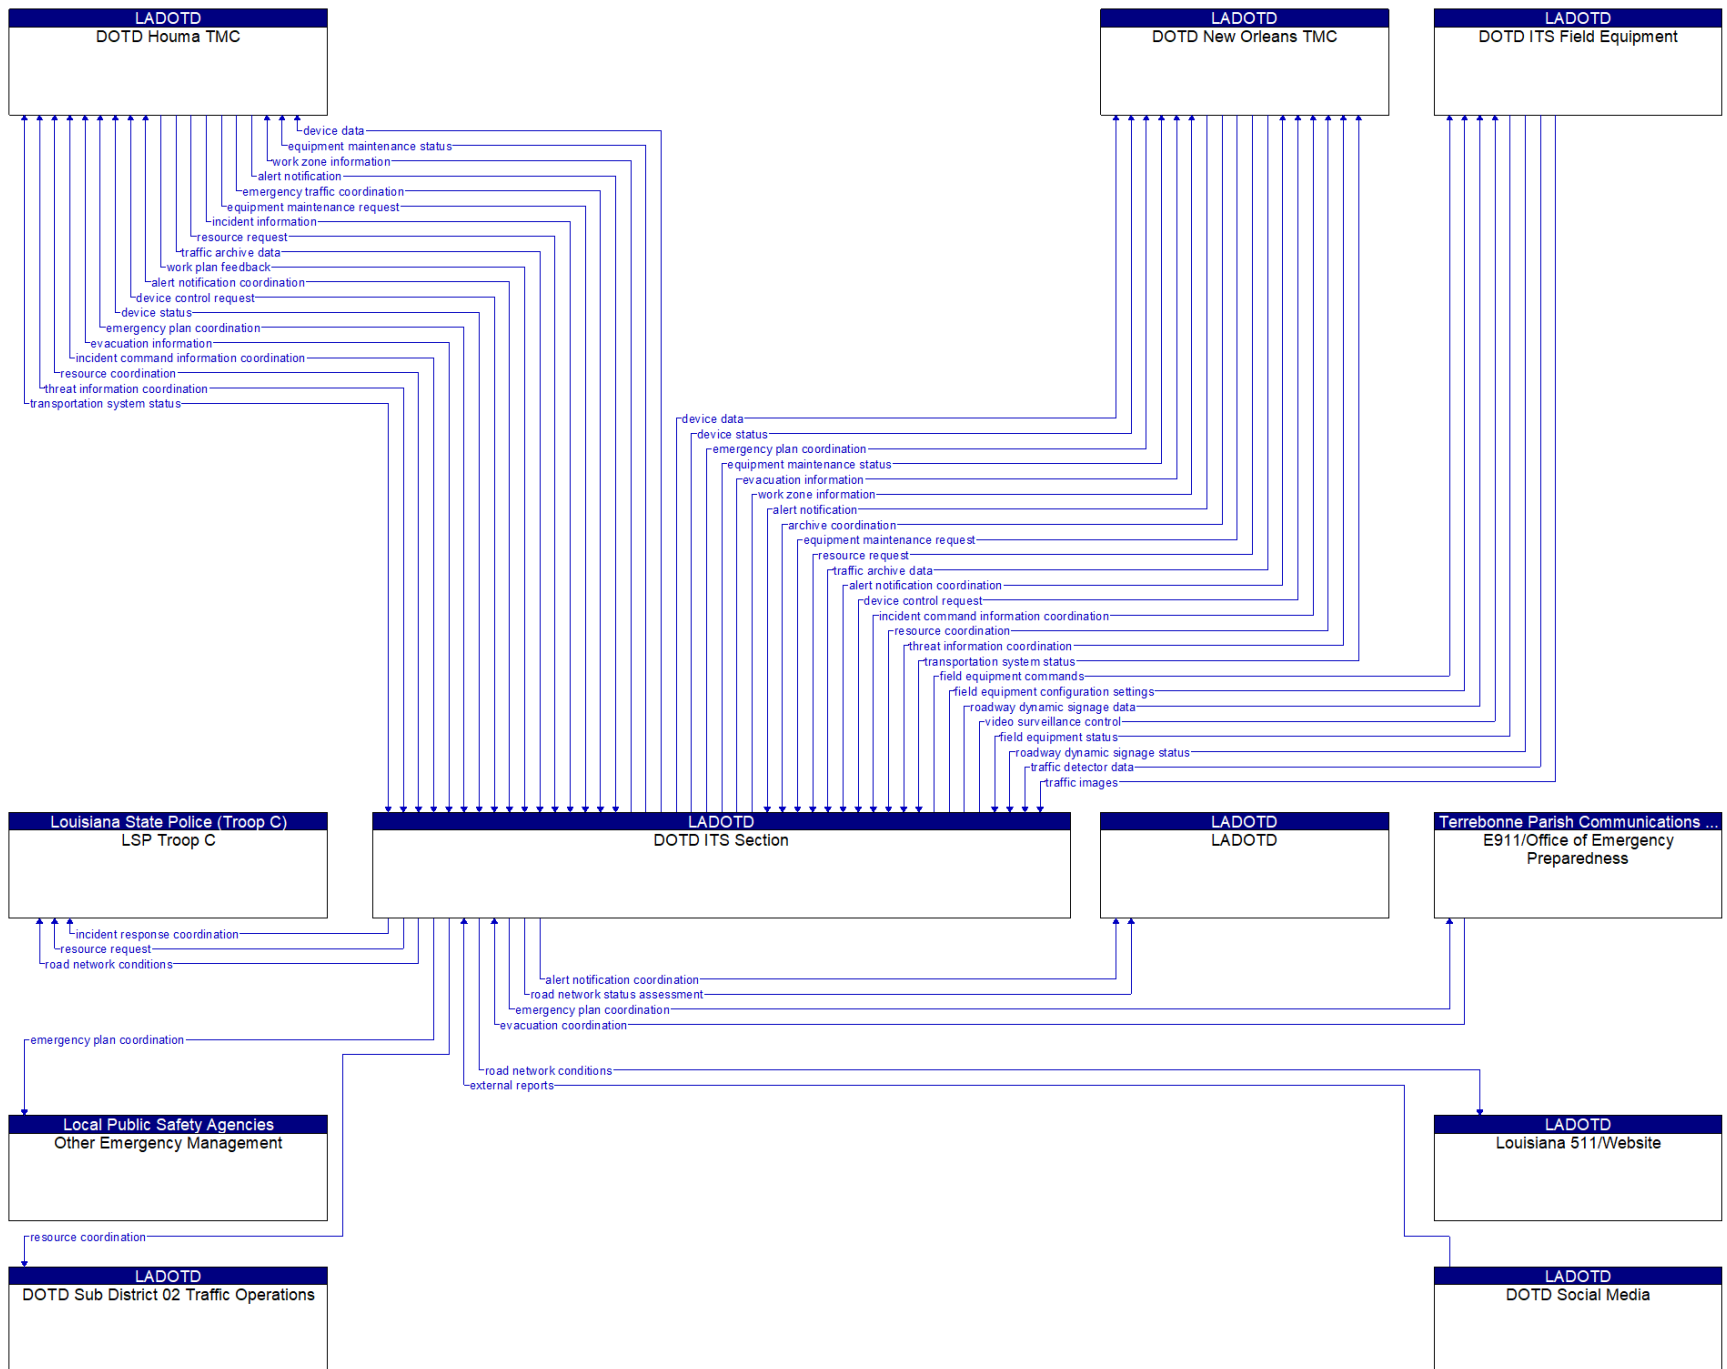 LADOTD
DOTD Houma TMC
LADOTD
DOTD New Orleans TMC
LADOTD
DOTD ITS Field Equipment
device data
equipment maintenance status
work zone information
alert notification
emergency traffic coordination
equipment maintenance request
incident information
resource request
traffic archive data
work plan feedback
alert notification coordination
device control request
device status
emergency plan coordination
evacuation information
incident command information coordination
resource coordination
threat information coordination
transportation system status
device data
device status
emergency plan coordination
equipment maintenance status
evacuation information
work zone information
alert notification
archive coordination
equipment maintenance request
resource request
traffic archive data
alert notification coordination
device control request
incident command information coordination
resource coordination
threat information coordination
transportation system status
field equipment commands
field equipment configuration settings
roadway dynamic signage data
video surveillance control
field equipment status
roadway dynamic signage status
traffic detector data
traffic images
Louisiana State Police (Troop C)
LSP Troop C
LADOTD
DOTD ITS Section
LADOTD
LADOTD
Terrebonne Parish Communications ...
E911/Office of Emergency
Preparedness
incident response coordination
resource request
road network conditions
alert notification coordination
road network status assessment
emergency plan coordination
evacuation coordination
emergency plan coordination
road network conditions
external reports
Local Public Safety Agencies
Other Emergency Management
LADOTD
Louisiana 511/Website
resource coordination
LADOTD
DOTD Sub District 02 Traffic Operations
LADOTD
DOTD Social Media